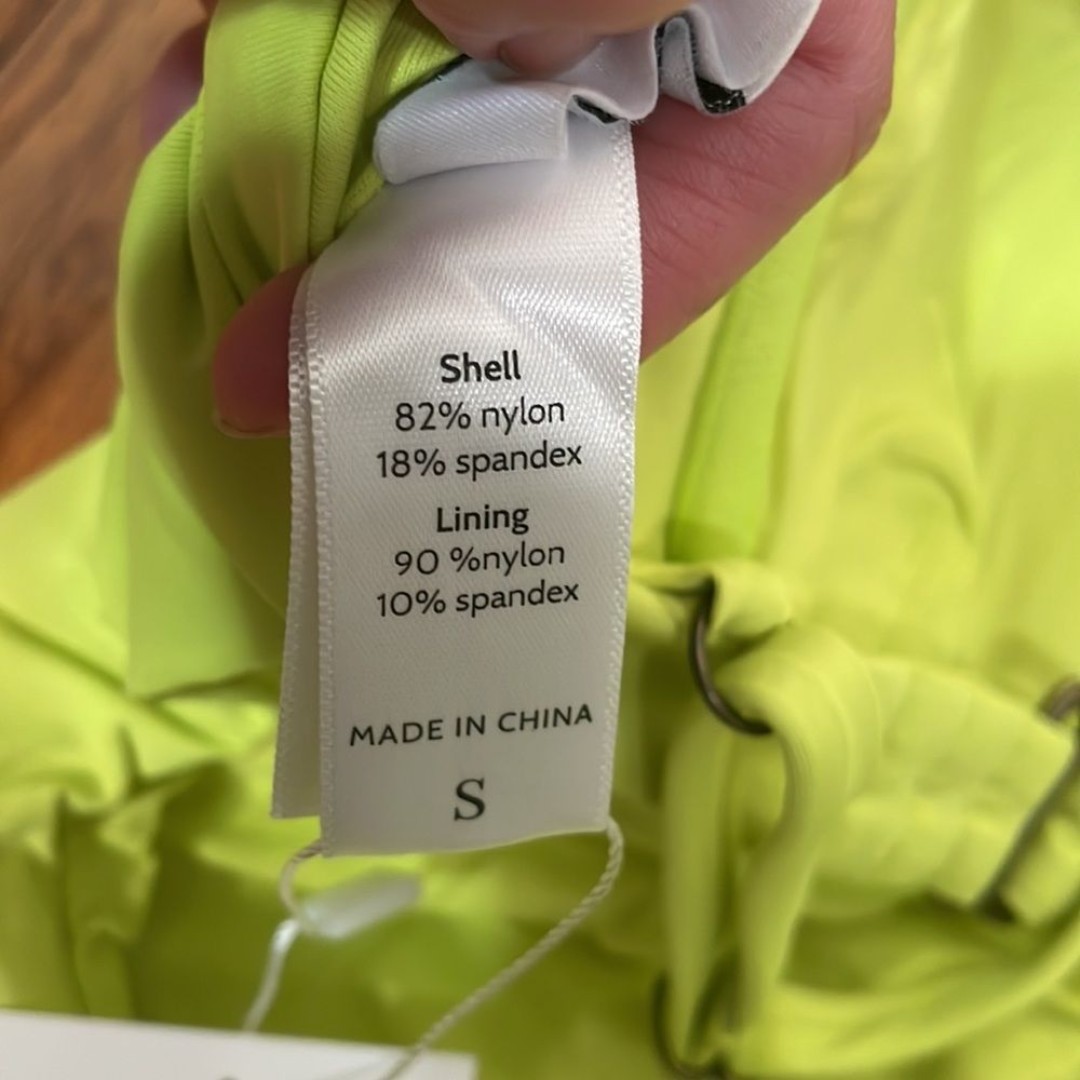 Shell
82% nylon
18% spandex
Lining
90 %nylon
10% spandex
MADE IN CHINA
S